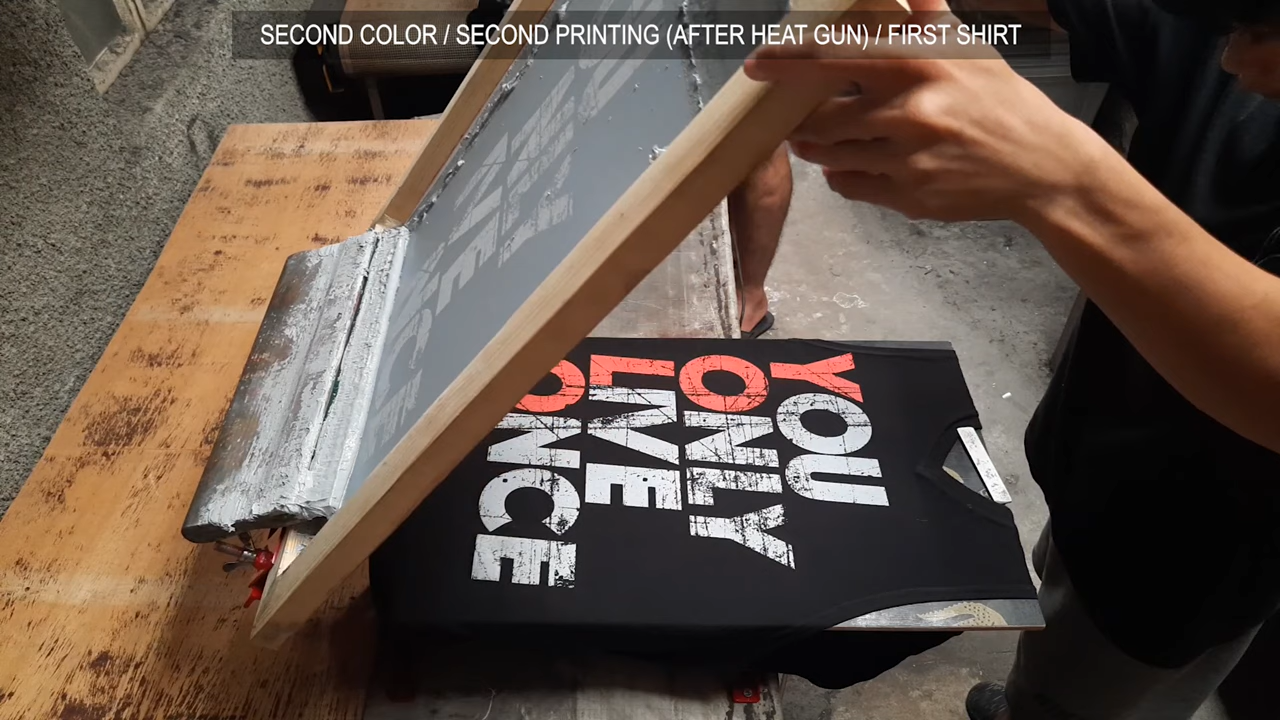 SECOND COLOR / SECOND PRINTING (AFTER HEAT GUN) / FIRST SHIRT
YOU
ONLY
LIVE
ONCE